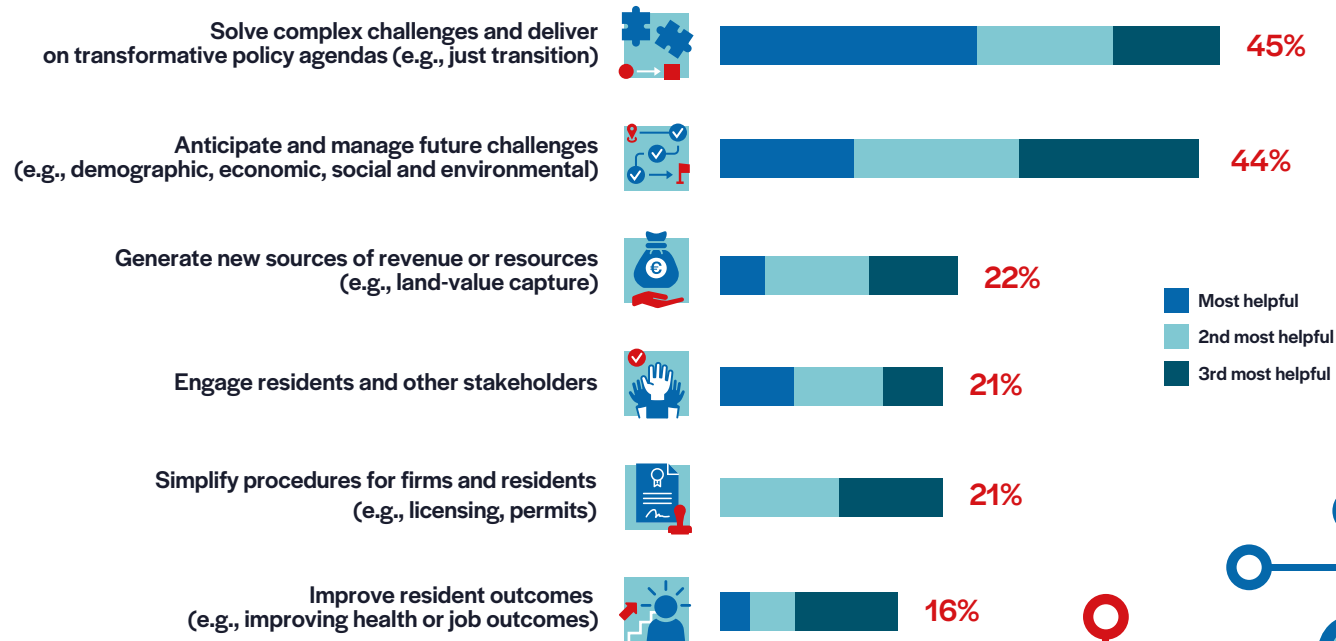 Solve complex challenges and deliver
on transformative policy agendas (e.g., just transition)
45%
Anticipate and manage future challenges
(e.g., demographic, economic, social and environmental)
44%
Generate new sources of revenue or resources
(e.g., land-value capture)
€
22%
Most helpful
2nd most helpful
3rd most helpful
Engage residents and other stakeholders
21%
Simplify procedures for firms and residents
(e.g., licensing, permits)
21%
Improve resident outcomes
(e.g., improving health or job outcomes)
16%